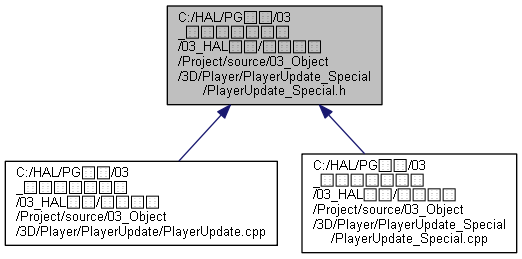 C:/HAL/PG□□/03
_□□□□□□□
/03_HAL□□/□□□□
/Project/source/03_Object
/3D/Player/PlayerUpdate_Special
/PlayerUpdate_Special.h
C:/HAL/PG□□/03
_□□□□□□□
/03_HAL□□/□□□□
/Project/source/03_Object
/3D/Player/PlayerUpdate/PlayerUpdate.cpp
C:/HAL/PG□□/03
_□□□□□□□
/03_HAL□□/□□□□
/Project/source/03_Object
/3D/Player/PlayerUpdate_Special
/PlayerUpdate_Special.cpp